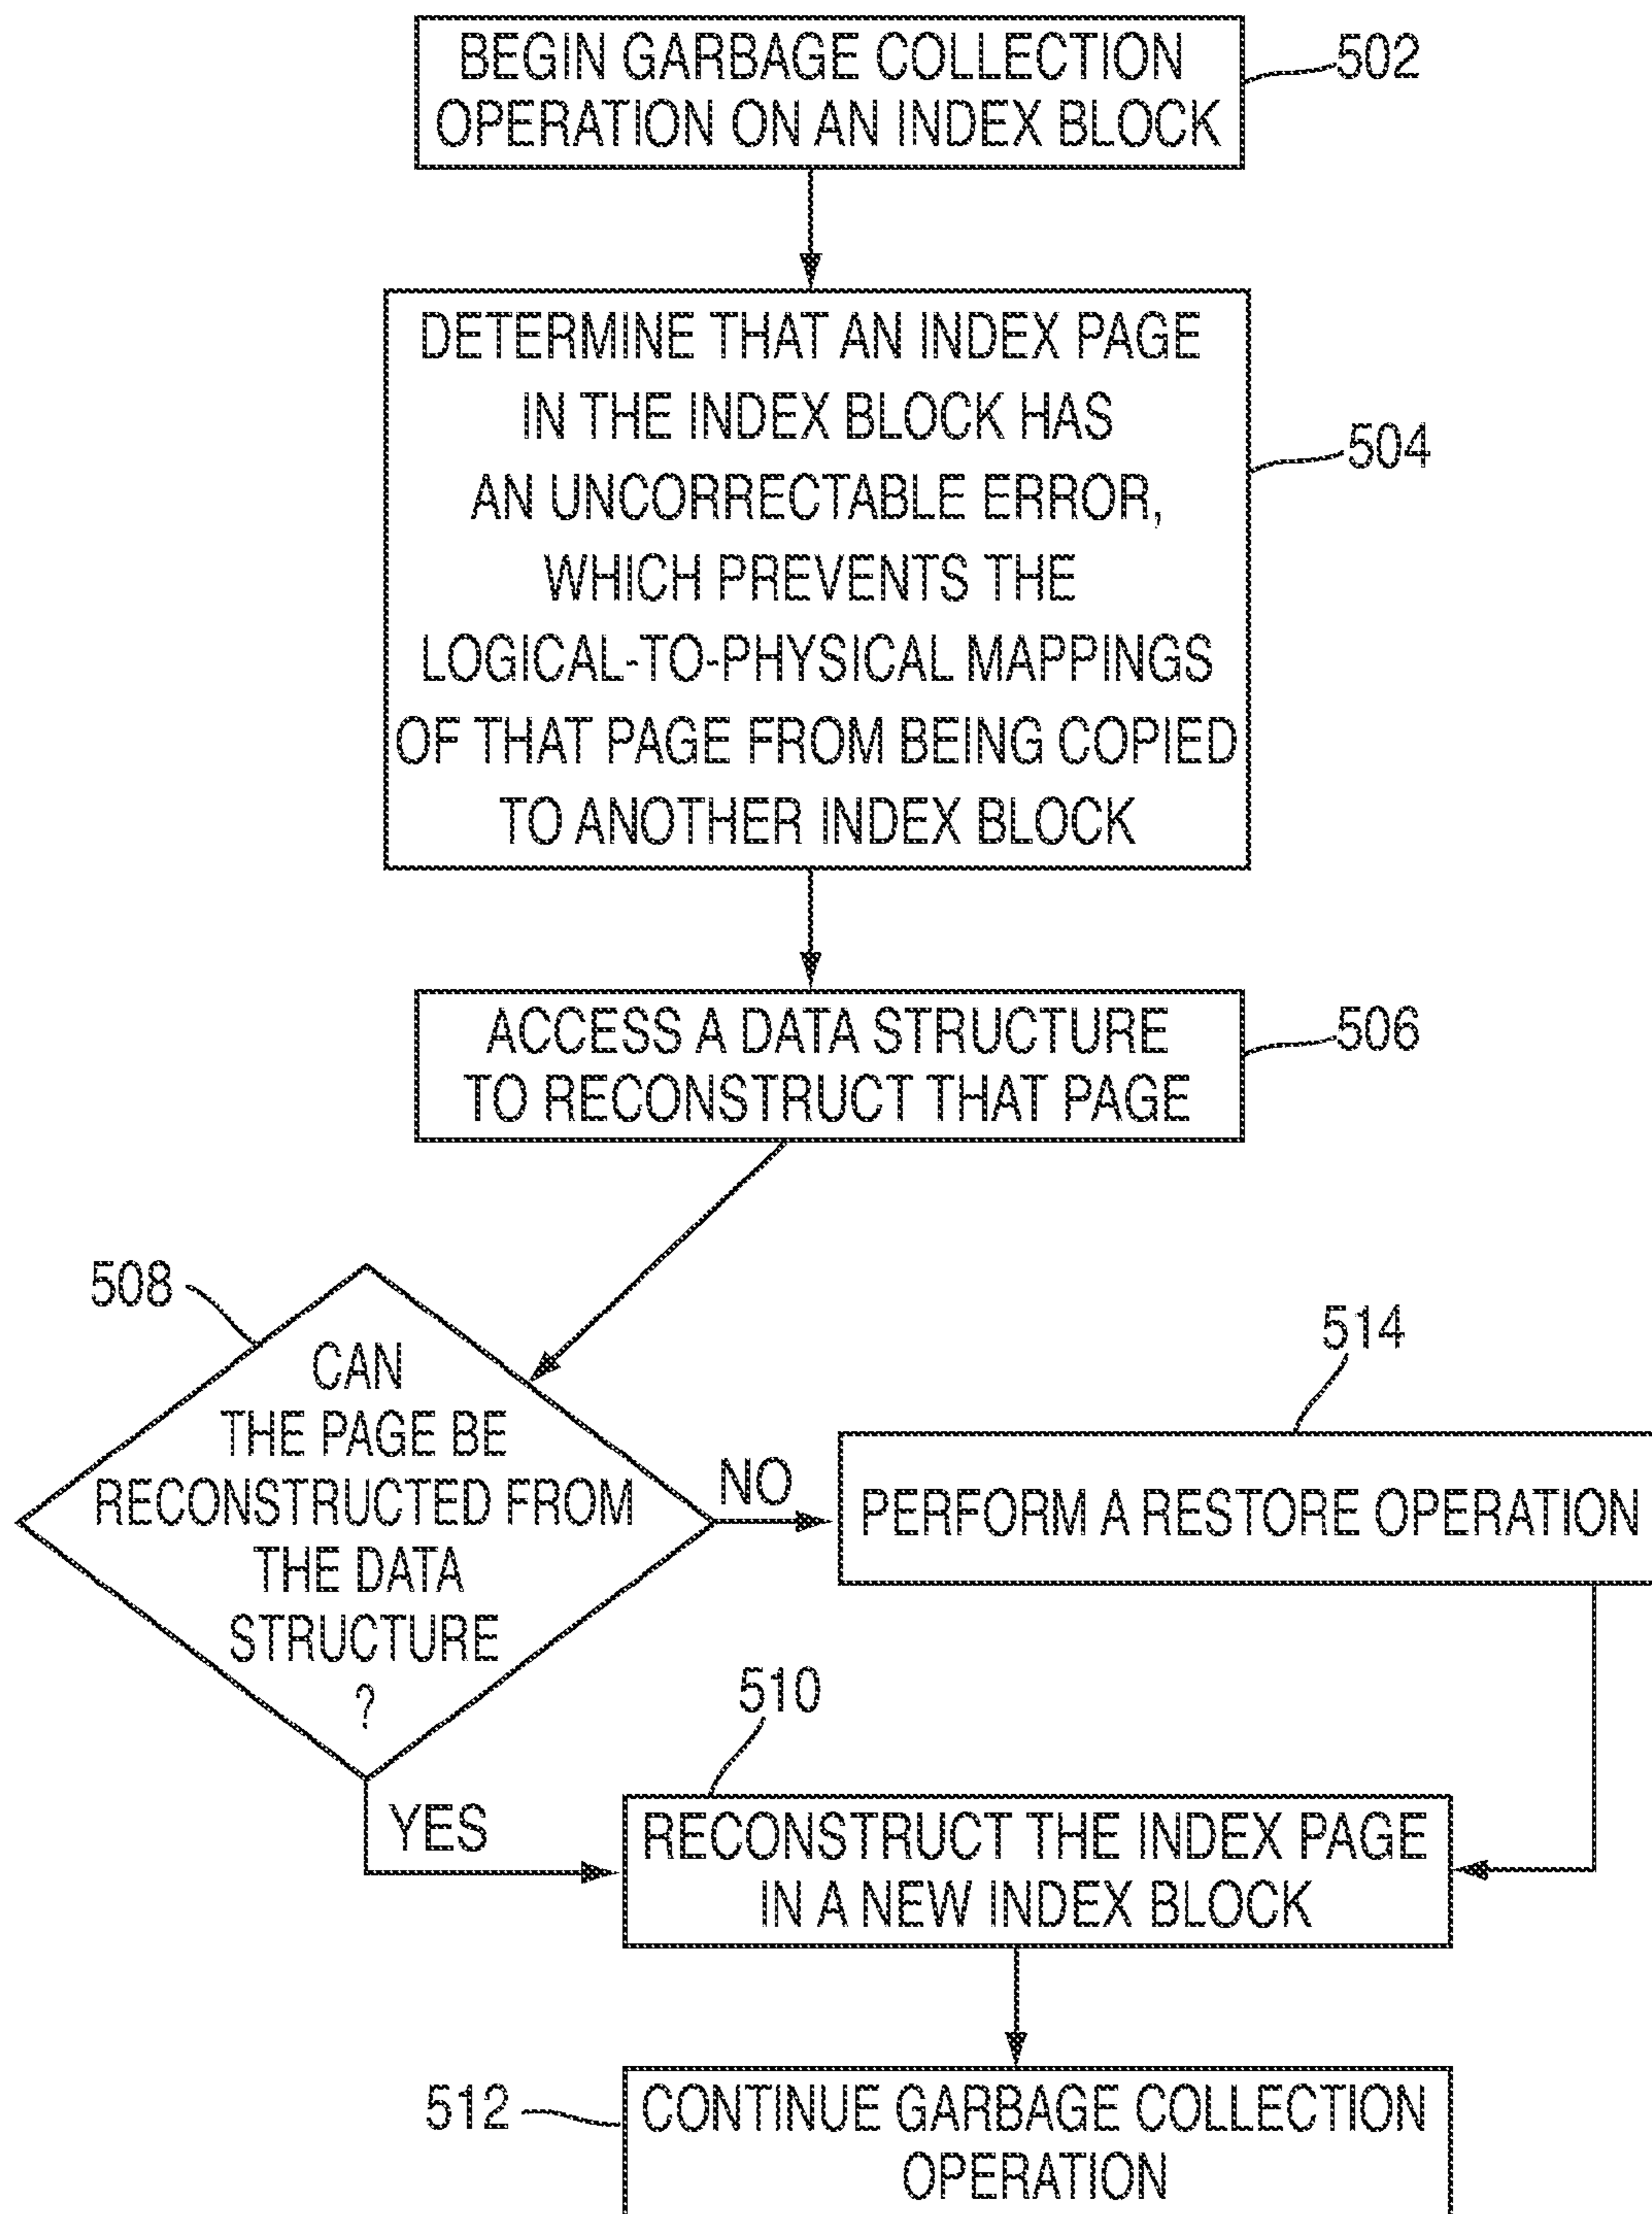 BEGIN GARBAGE COLLECTION
OPERATION ON AN INDEX BLOCK
502
DETERMINE THAT AN INDEX PAGE
IN THE INDEX BLOCK HAS
AN UNCORRECTABLE ERROR,
WHICH PREVENTS THE
LOGICAL-TO-PHYSICAL MAPPINGS
OF THAT PAGE FROM BEING COPIED
TO ANOTHER INDEX BLOCK
504
ACCESS A DATA STRUCTURE
TO RECONSTRUCT THAT PAGE
506
508
CAN
THE PAGE BE
RECONSTRUCTED FROM
THE DATA
STRUCTURE
?
NO
514
PERFORM A RESTORE OPERATION
YES
510
RECONSTRUCT THE INDEX PAGE
IN A NEW INDEX BLOCK
512
CONTINUE GARBAGE COLLECTION
OPERATION